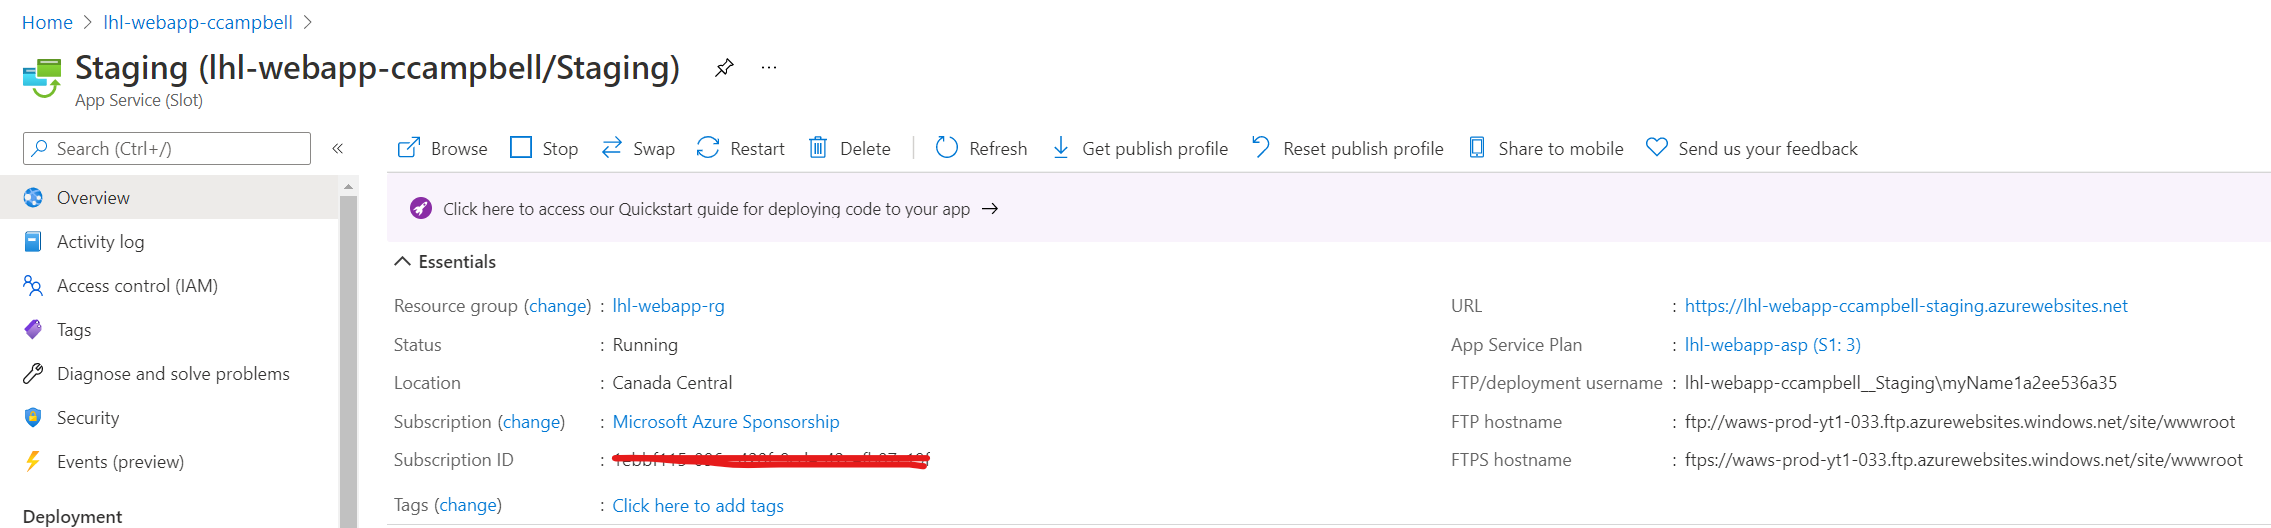 Home > lhl-webapp-ccampbell >
Staging (lhl-webapp-ccampbell/Staging) ...
App Service (Slot)
Search (Ctrl+/) «
Browse Stop Swap Restart Delete Refresh Get publish profile Reset publish profile Share to mobile Send us your feedback
Overview
Activity log
Access control (IAM)
Tags
Diagnose and solve problems
Security
Events (preview)
Deployment
Click here to access our Quickstart guide for deploying code to your app →
Essentials
Resource group (change) : lhl-webapp-rg
Status : Running
Location : Canada Central
Subscription (change) : Microsoft Azure Sponsorship
Subscription ID :
Tags (change) : Click here to add tags
URL : https://lhl-webapp-ccampbell-staging.azurewebsites.net
App Service Plan : lhl-webapp-asp (S1: 3)
FTP/deployment username : lhl-webapp-ccampbell__Staging\myName1a2ee536a35
FTP hostname : ftp://waws-prod-yt1-033.ftp.azurewebsites.windows.net/site/wwwroot
FTPS hostname : ftps://waws-prod-yt1-033.ftp.azurewebsites.windows.net/site/wwwroot